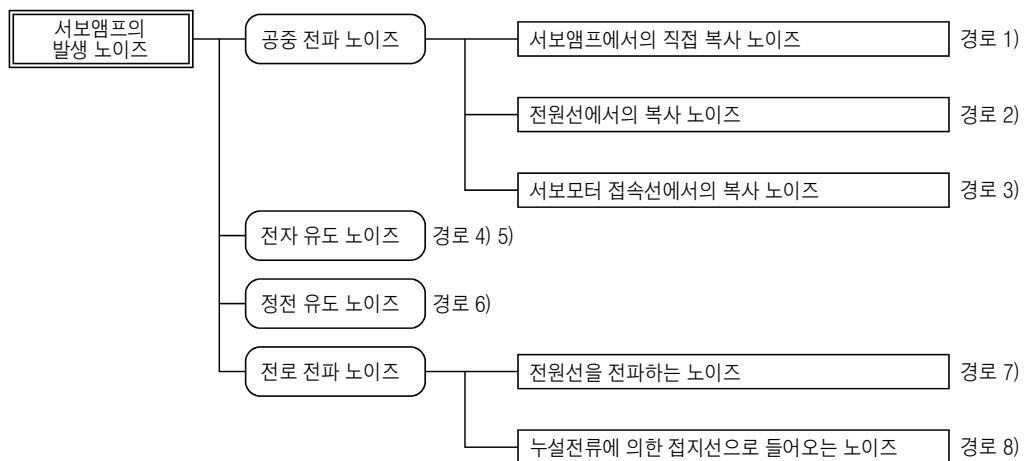 서보앰프의
발생 노이즈
공중 전파 노이즈
서보앰프에서의 직접 복사 노이즈 경로 1)
전원선에서의 복사 노이즈 경로 2)
서보모터 접속선에서의 복사 노이즈 경로 3)
전자 유도 노이즈 경로 4) 5)
정전 유도 노이즈 경로 6)
전로 전파 노이즈
전원선을 전파하는 노이즈 경로 7)
누설전류에 의한 접지선으로 들어오는 노이즈 경로 8)